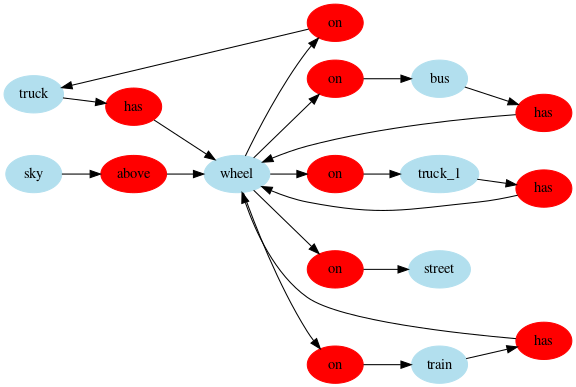 on
on
bus
truck
has
has
sky
above
wheel
on
truck_1
has
on
street
has
on
train